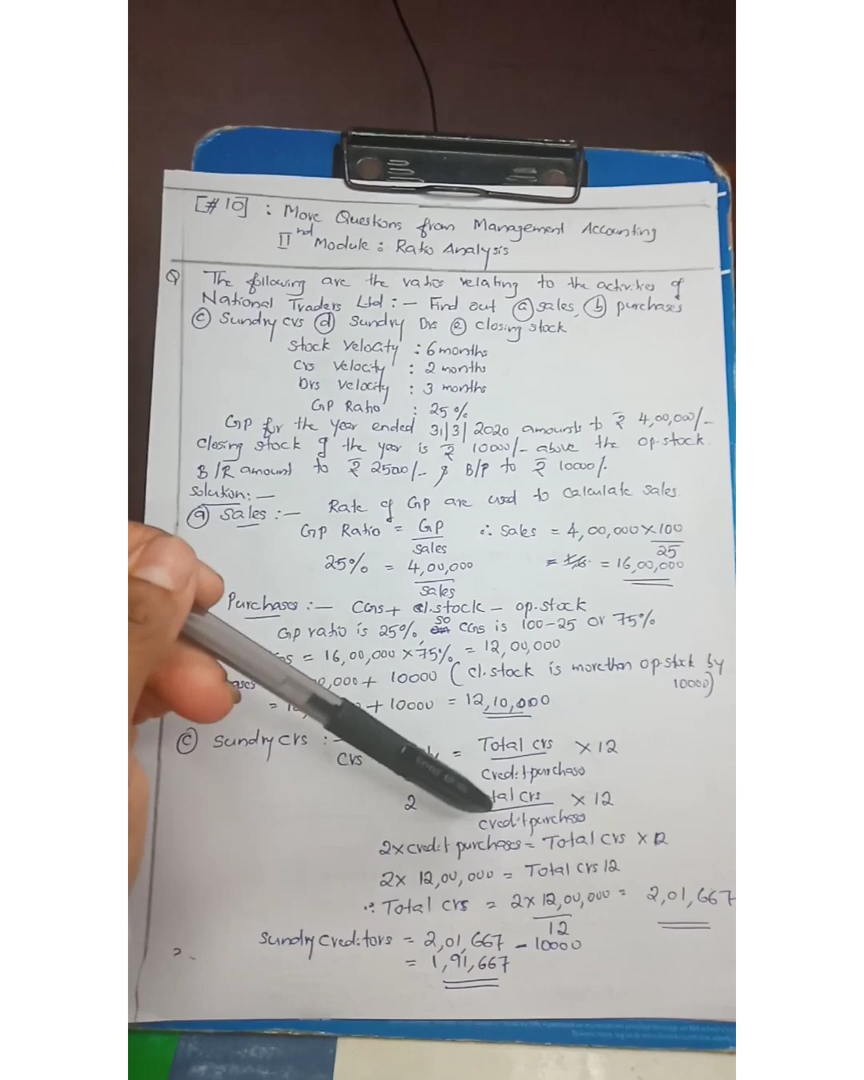 [#10] : More Questions from Management Accounting
IInd Module : Ratio Analysis
Q The following are the ratios relating to the activities of
National Traders Ltd :— Find out (a) sales (b) purchases
(c) Sundry crs (d) Sundry Drs (e) closing stock
Stock Velocity : 6 months
Crs Velocity : 2 months
Drs Velocity : 3 months
GP Ratio : 25%
GP for the year ended 31/3/2020 amounts to ₹ 4,00,000/-
closing stock of the year is ₹ 10000/- above the op.stock.
B/R amount to ₹ 2500/- & B/P to ₹ 10000/.
Solution:—
(a) Sales :— Rate of GP are used to calculate sales
GP Ratio = GP/Sales ∴ Sales = 4,00,000×100/25
25% = 4,00,000/Sales = = 16,00,000
Purchases :— CGS + cl.stock – op.stock
GP ratio is 25%, so CGS is 100-25 or 75%
= 16,00,000 × 75% = 12,00,000
,000 + 10000 (cl.stock is more than op.stock by
10000)
+ 10000 = 12,10,000
(c) Sundry crs :-
Crs = Total crs/credit purchase × 12
2 crs/credit purchase × 12
2×credit purchases = Total crs × 12
2× 12,00,000 = Total crs 12
∴ Total crs = 2×12,00,000/12 = 2,01,667
Sundry Creditors = 2,01,667 – 10000
= 1,91,667